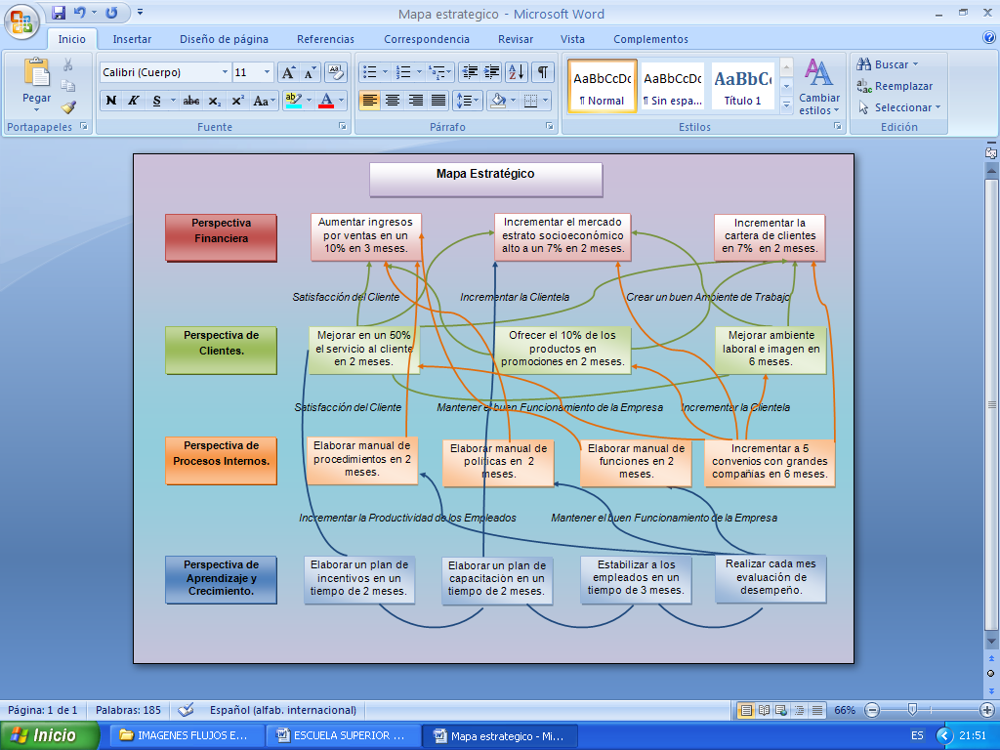 Mapa estrategico - Microsoft Word
Inicio
Insertar
Diseño de página
Referencias
Correspondencia
Revisar
Vista
Complementos
Pegar
Portapapeles
Calibri (Cuerpo)
11
N K S abc x₂ x² Aa
Fuente
Párrafo
AaBbCcDc
¶ Normal
AaBbCcDc
¶ Sin espa...
AaBbC
Título 1
Cambiar
estilos
Estilos
Buscar
Reemplazar
Seleccionar
Edición
Mapa Estratégico
Perspectiva
Financiera
Aumentar ingresos
por ventas en un
10% en 3 meses.
Incrementar el mercado
estrato socioeconómico
alto a un 7% en 2 meses.
Incrementar la
cartera de clientes
en 7% en 2 meses.
Satisfacción del Cliente
Incrementar la Clientela
Crear un buen Ambiente de Trabajo
Perspectiva de
Clientes.
Mejorar en un 50%
el servicio al cliente
en 2 meses.
Ofrecer el 10% de los
productos en
promociones en 2 meses.
Mejorar ambiente
laboral e imagen en
6 meses.
Satisfacción del Cliente
Mantener el buen Funcionamiento de la Empresa
Incrementar la Clientela
Perspectiva de
Procesos Internos.
Elaborar manual de
procedimientos en 2
meses.
Elaborar manual de
políticas en 2
meses.
Elaborar manual de
funciones en 2
meses.
Incrementar a 5
convenios con grandes
compañías en 6 meses.
Incrementar la Productividad de los Empleados
Mantener el buen Funcionamiento de la Empresa
Perspectiva de
Aprendizaje y
Crecimiento.
Elaborar un plan de
incentivos en un
tiempo de 2 meses.
Elaborar un plan de
capacitación en un
tiempo de 2 meses.
Estabilizar a los
empleados en un
tiempo de 3 meses.
Realizar cada mes
evaluación de
desempeño.
Página: 1 de 1
Palabras: 185
Español (alfab. internacional)
66%
Inicio
IMAGENES FLUJOS E...
ESCUELA SUPERIOR ...
Mapa estrategico - Mi...
ES
21:51